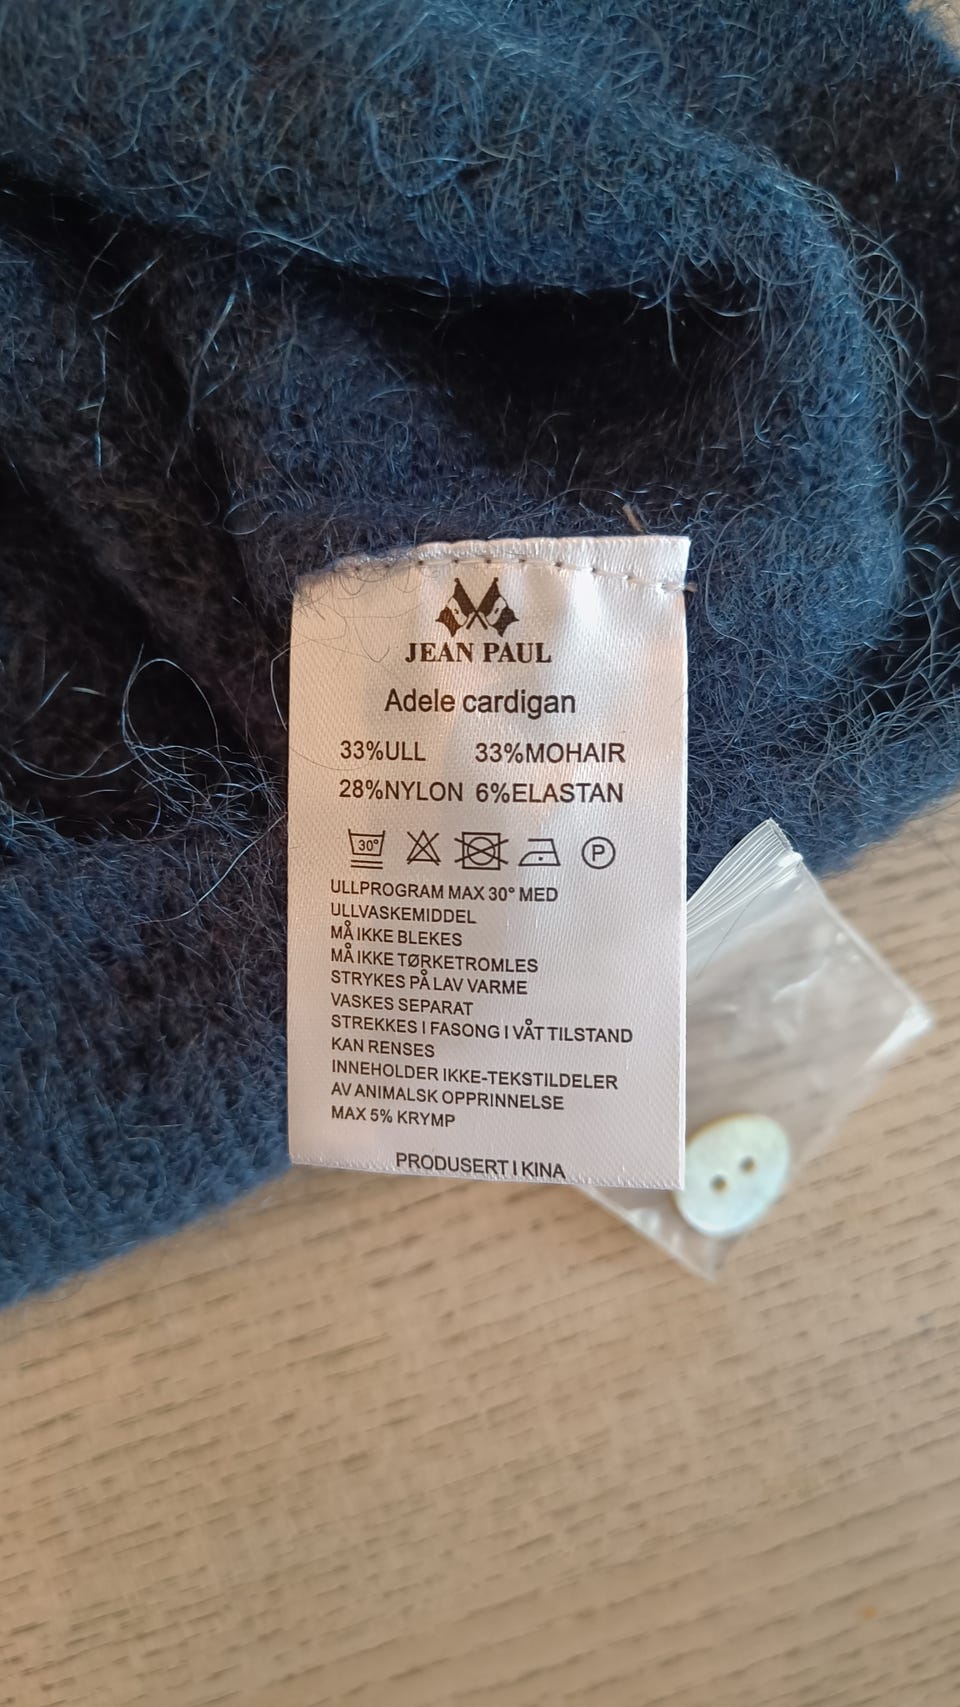 JEAN PAUL
Adele cardigan
33%ULL 33%MOHAIR
28%NYLON 6%ELASTAN
30° P
ULLPROGRAM MAX 30° MED
ULLVASKEMIDDEL
MÅ IKKE BLEKES
MÅ IKKE TØRKETROMLES
STRYKES PÅ LAV VARME
VASKES SEPARAT
STREKKES I FASONG I VÅT TILSTAND
KAN RENSES
INNEHOLDER IKKE-TEKSTILDELER
AV ANIMALSK OPPRINNELSE
MAX 5% KRYMP
PRODUSERT I KINA